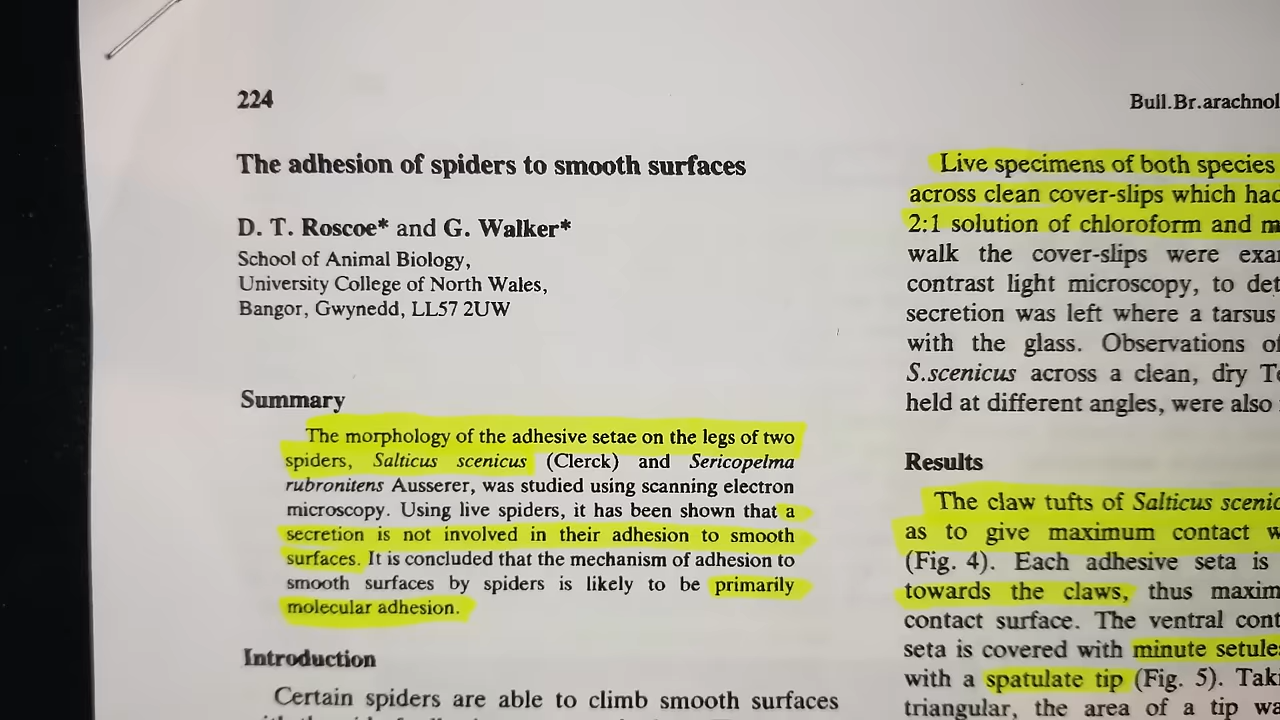 224
Bull.Br.arachnol
The adhesion of spiders to smooth surfaces
D. T. Roscoe* and G. Walker*
School of Animal Biology,
University College of North Wales,
Bangor, Gwynedd, LL57 2UW
Summary
The morphology of the adhesive setae on the legs of two
spiders, Salticus scenicus (Clerck) and Sericopelma
rubronitens Ausserer, was studied using scanning electron
microscopy. Using live spiders, it has been shown that a
secretion is not involved in their adhesion to smooth
surfaces. It is concluded that the mechanism of adhesion to
smooth surfaces by spiders is likely to be primarily
molecular adhesion.
Introduction
Certain spiders are able to climb smooth surfaces
Live specimens of both species
across clean cover-slips which had
2:1 solution of chloroform and
walk the cover-slips were
contrast light microscopy, to
secretion was left where a tarsus
with the glass. Observations
S.scenicus across a clean, dry
held at different angles, were also
Results
The claw tufts of Salticus
as to give maximum contact
(Fig. 4). Each adhesive seta is
towards the claws, thus
contact surface. The ventral
seta is covered with minute
with a spatulate tip (Fig. 5).
triangular, the area of a tip